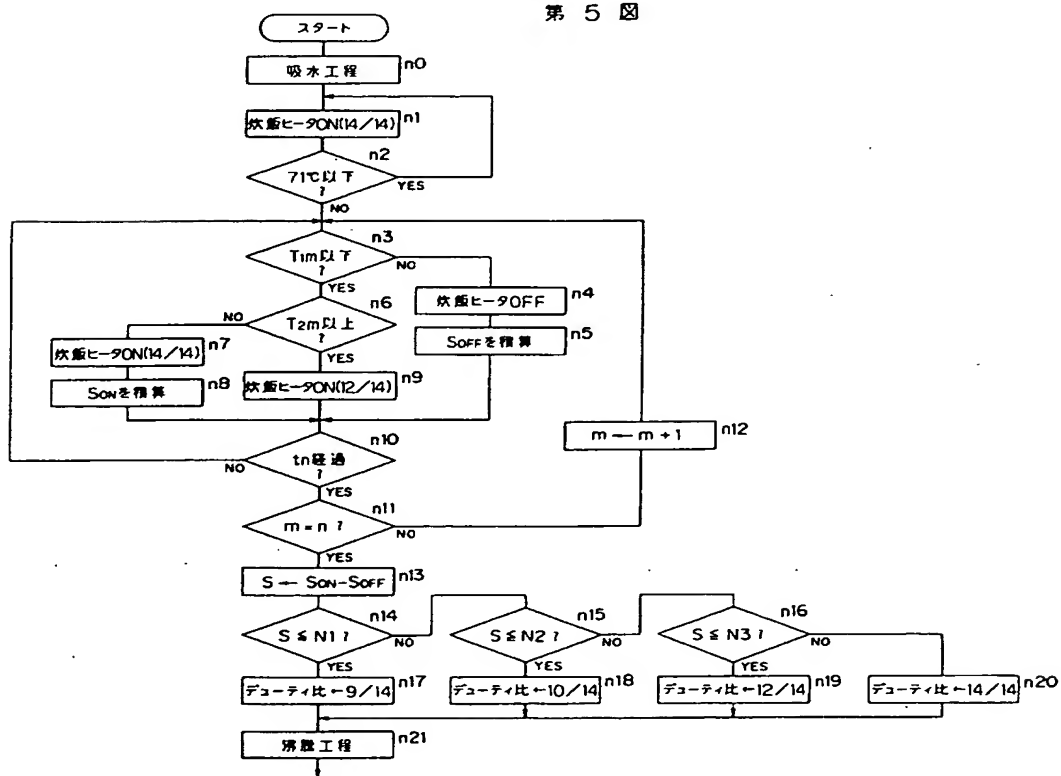 第 5 図
スタート
吸水工程 n0
炊飯ヒータON(14/14) n1
n2
71℃以下
?
YES
NO
n3
T1m以下
?
NO
YES
炊飯ヒータOFF n4
n6
T2m以上
?
NO
YES
SOFFを積算 n5
炊飯ヒータON(14/14) n7
SONを積算 n8
炊飯ヒータON(12/14) n9
m ← m + 1 n12
n10
tn経過
?
NO
YES
n11
m = n ?
NO
YES
S ← SON-SOFF n13
n14
S ≦ N1 ?
NO
YES
n15
S ≦ N2 ?
NO
YES
n16
S ≦ N3 ?
NO
YES
デューティ比←9/14 n17
デューティ比←10/14 n18
デューティ比←12/14 n19
デューティ比←14/14 n20
沸騰工程 n21